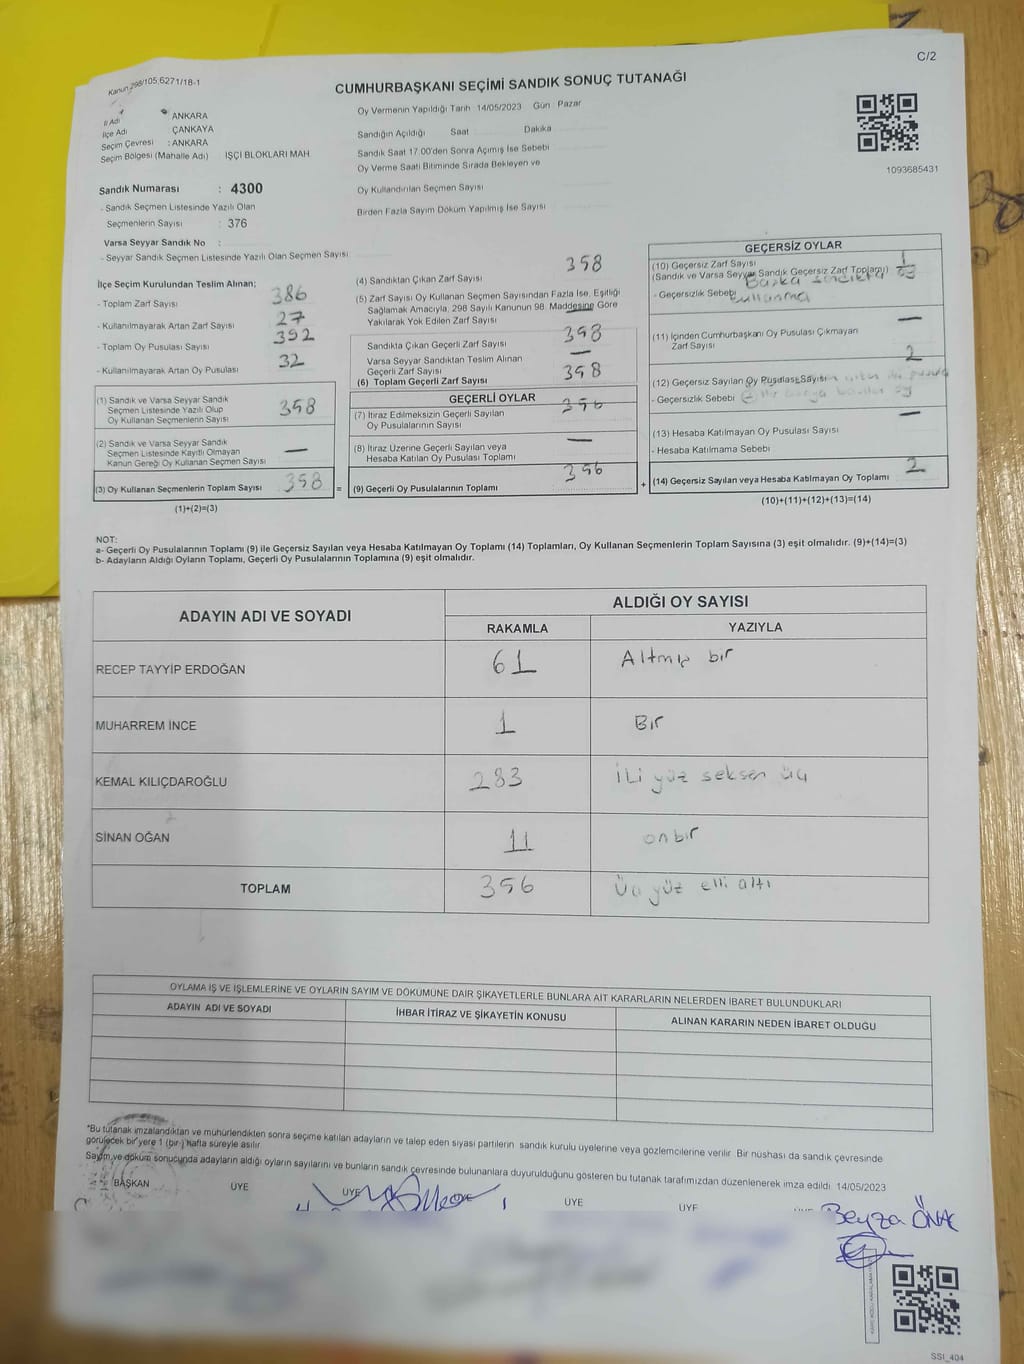 C/2
Kanun 298/105,6271/18-1
CUMHURBAŞKANI SEÇİMİ SANDIK SONUÇ TUTANAĞI
1093685431
İl Adı : ANKARA
İlçe Adı : ÇANKAYA
Seçim Çevresi : ANKARA
Seçim Bölgesi (Mahalle Adı) İŞÇİ BLOKLARI MAH.
Sandık Numarası : 4300
- Sandık Seçmen Listesinde Yazılı Olan
Seçmenlerin Sayısı : 376
Varsa Seyyar Sandık No :
- Seyyar Sandık Seçmen Listesinde Yazılı Olan Seçmen Sayısı
Oy Vermenin Yapıldığı Tarih 14/05/2023 Gün Pazar
Sandığın Açıldığı Saat Dakika
Sandık Saat 17.00'den Sonra Açımış İse Sebebi
Oy Verme Saati Bitiminde Sırada Bekleyen ve
Oy Kullandırılan Seçmen Sayısı
Birden Fazla Sayım Döküm Yapılmış İse Sayısı
İlçe Seçim Kurulundan Teslim Alınan;
- Toplam Zarf Sayısı 386
- Kullanılmayarak Artan Zarf Sayısı 27
- Toplam Oy Pusulası Sayısı 392
- Kullanılmayarak Artan Oy Pusulası 32
(1) Sandık ve Varsa Seyyar Sandık
Seçmen Listesinde Yazılı Olup
Oy Kullanan Seçmenlerin Sayısı 358
(2) Sandık ve Varsa Seyyar Sandık
Seçmen Listesinde Kayıtlı Olmayan
Kanun Gereği Oy Kullanan Seçmen Sayısı —
(3) Oy Kullanan Seçmenlerin Toplam Sayısı 358 =
(1)+(2)=(3)
(4) Sandıktan Çıkan Zarf Sayısı 358
(5) Zarf Sayısı Oy Kullanan Seçmen Sayısından Fazla İse, Eşitliği
Sağlamak Amacıyla, 298 Sayılı Kanunun 98. Maddesine Göre
Yakılarak Yok Edilen Zarf Sayısı —
Sandıkta Çıkan Geçerli Zarf Sayısı 358
Varsa Seyyar Sandıktan Teslim Alınan
Geçerli Zarf Sayısı —
(6) Toplam Geçerli Zarf Sayısı 358
GEÇERLİ OYLAR
(7) İtiraz Edilmeksizin Geçerli Sayılan
Oy Pusulalarının Sayısı 356
(8) İtiraz Üzerine Geçerli Sayılan veya
Hesaba Katılan Oy Pusulası Toplamı —
(9) Geçerli Oy Pusulalarının Toplamı 356 +
GEÇERSİZ OYLAR
(10) Geçersiz Zarf Sayısı
(Sandık ve Varsa Seyyar Sandık Geçersiz Zarf Toplamı)
- Geçersizlik Sebebi Başka sandıkta oy
kullanma
(11) İçinden Cumhurbaşkanı Oy Pusulası Çıkmayan
Zarf Sayısı —
(12) Geçersiz Sayılan Oy Pusulası Sayısı 2
- Geçersizlik Sebebi
(13) Hesaba Katılmayan Oy Pusulası Sayısı —
- Hesaba Katılmama Sebebi
(14) Geçersiz Sayılan veya Hesaba Katılmayan Oy Toplamı 2
(10)+(11)+(12)+(13)=(14)
NOT:
a- Geçerli Oy Pusulalarının Toplamı (9) ile Geçersiz Sayılan veya Hesaba Katılmayan Oy Toplamı (14) Toplamları, Oy Kullanan Seçmenlerin Toplam Sayısına (3) eşit olmalıdır. (9)+(14)=(3)
b- Adayların Aldığı Oyların Toplamı, Geçerli Oy Pusulalarının Toplamına (9) eşit olmalıdır.
ADAYIN ADI VE SOYADI ALDIĞI OY SAYISI
RAKAMLA YAZIYLA
RECEP TAYYİP ERDOĞAN 61 Altmış bir
MUHARREM İNCE 1 Bir
KEMAL KILIÇDAROĞLU 283 iki yüz seksen üç
SİNAN OĞAN 11 onbir
TOPLAM 356 Üç yüz elli altı
OYLAMA İŞ VE İŞLEMLERİNE VE OYLARIN SAYIM VE DÖKÜMÜNE DAİR ŞİKAYETLERLE BUNLARA AİT KARARLARIN NELERDEN İBARET BULUNDUKLARI
ADAYIN ADI VE SOYADI İHBAR İTİRAZ VE ŞİKAYETİN KONUSU ALINAN KARARIN NEDEN İBARET OLDUĞU
*Bu tutanak imzalandıktan ve mühürlendikten sonra seçime katılan adayların ve talep eden siyasi partilerin sandık kurulu üyelerine veya gözlemcilerine verilir. Bir nüshası da sandık çevresinde
görülecek bir yere 1 (bir ) hafta süreyle asılır.
Sayım ve döküm sonucunda adayların aldığı oyların sayılarını ve bunların sandık çevresinde bulunanlara duyurulduğunu gösteren bu tutanak tarafımızdan düzenlenerek imza edildi. 14/05/2023
BAŞKAN ÜYE ÜYE ÜYE ÜYE
Beyza ÖNAL
SSI_404